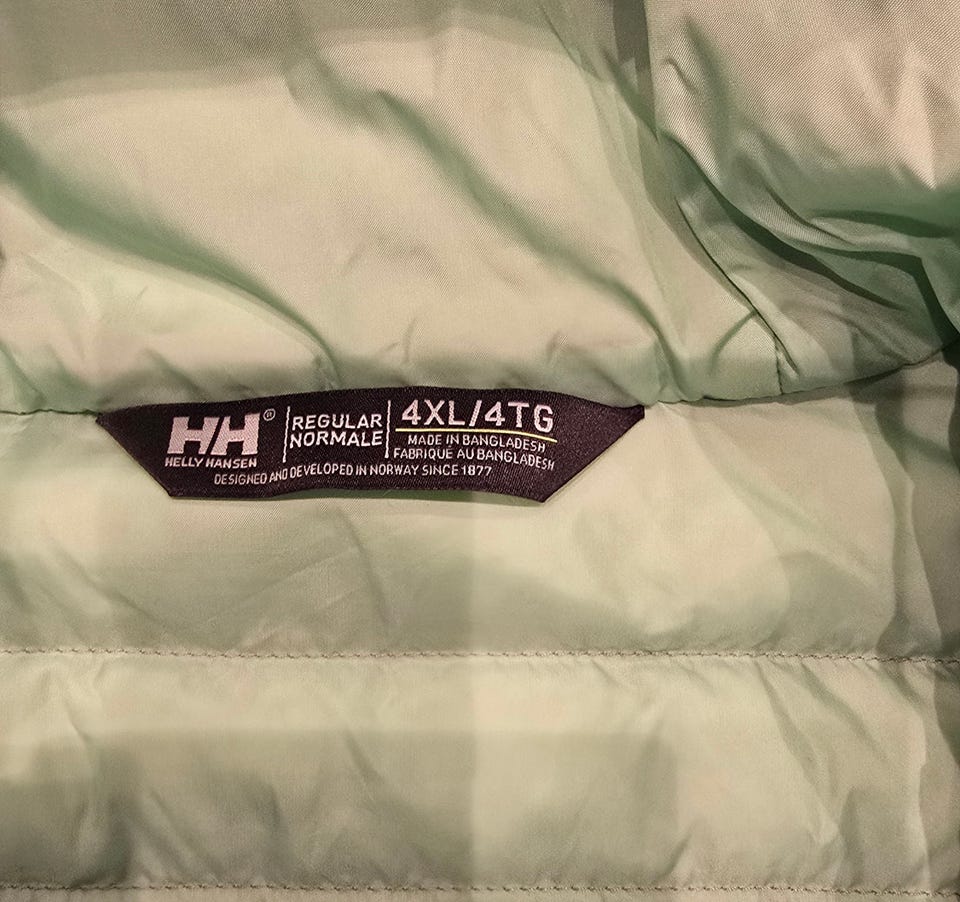 HH®
HELLY HANSEN
REGULAR
NORMALE
4XL/4TG
MADE IN BANGLADESH
FABRIQUÉ AU BANGLADESH
DESIGNED AND DEVELOPED IN NORWAY SINCE 1877